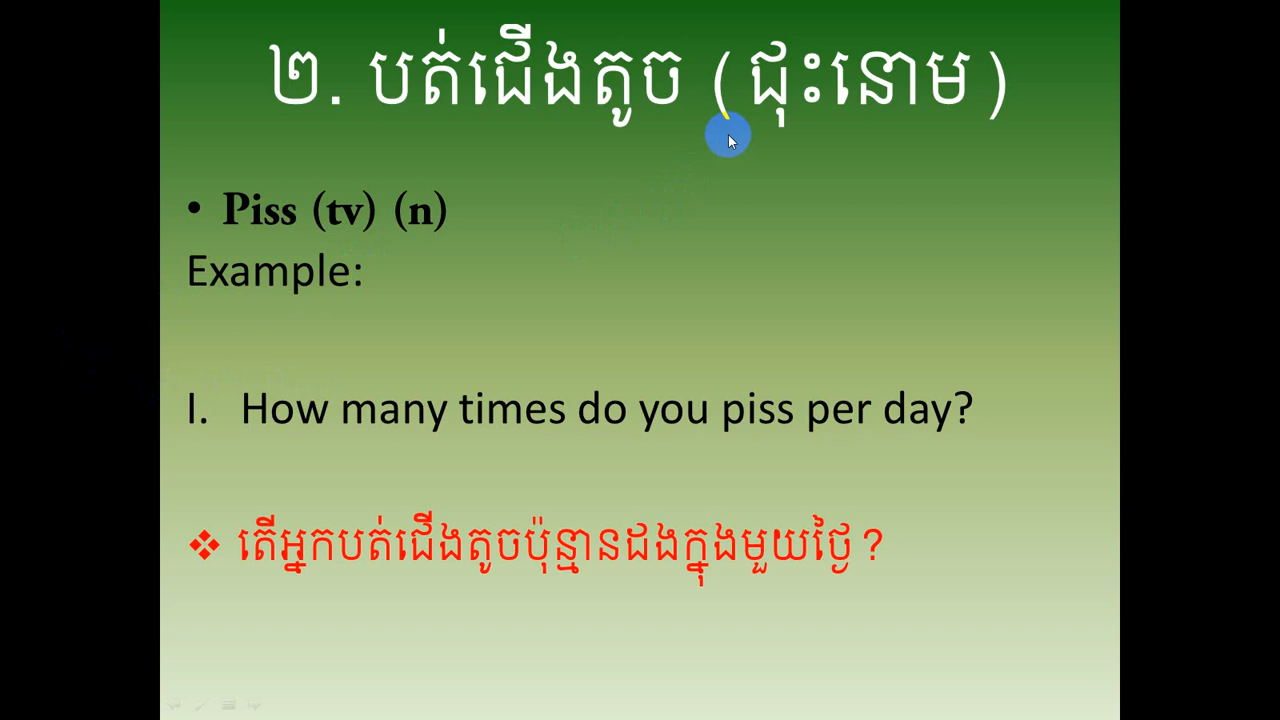 ២. បត់ជើងតូច (ជុះនោម)
• Piss (tv) (n)
Example:
I. How many times do you piss per day?
❖ តើអ្នកបត់ជើងតូចប៉ុន្មានដងក្នុងមួយថ្ងៃ ?